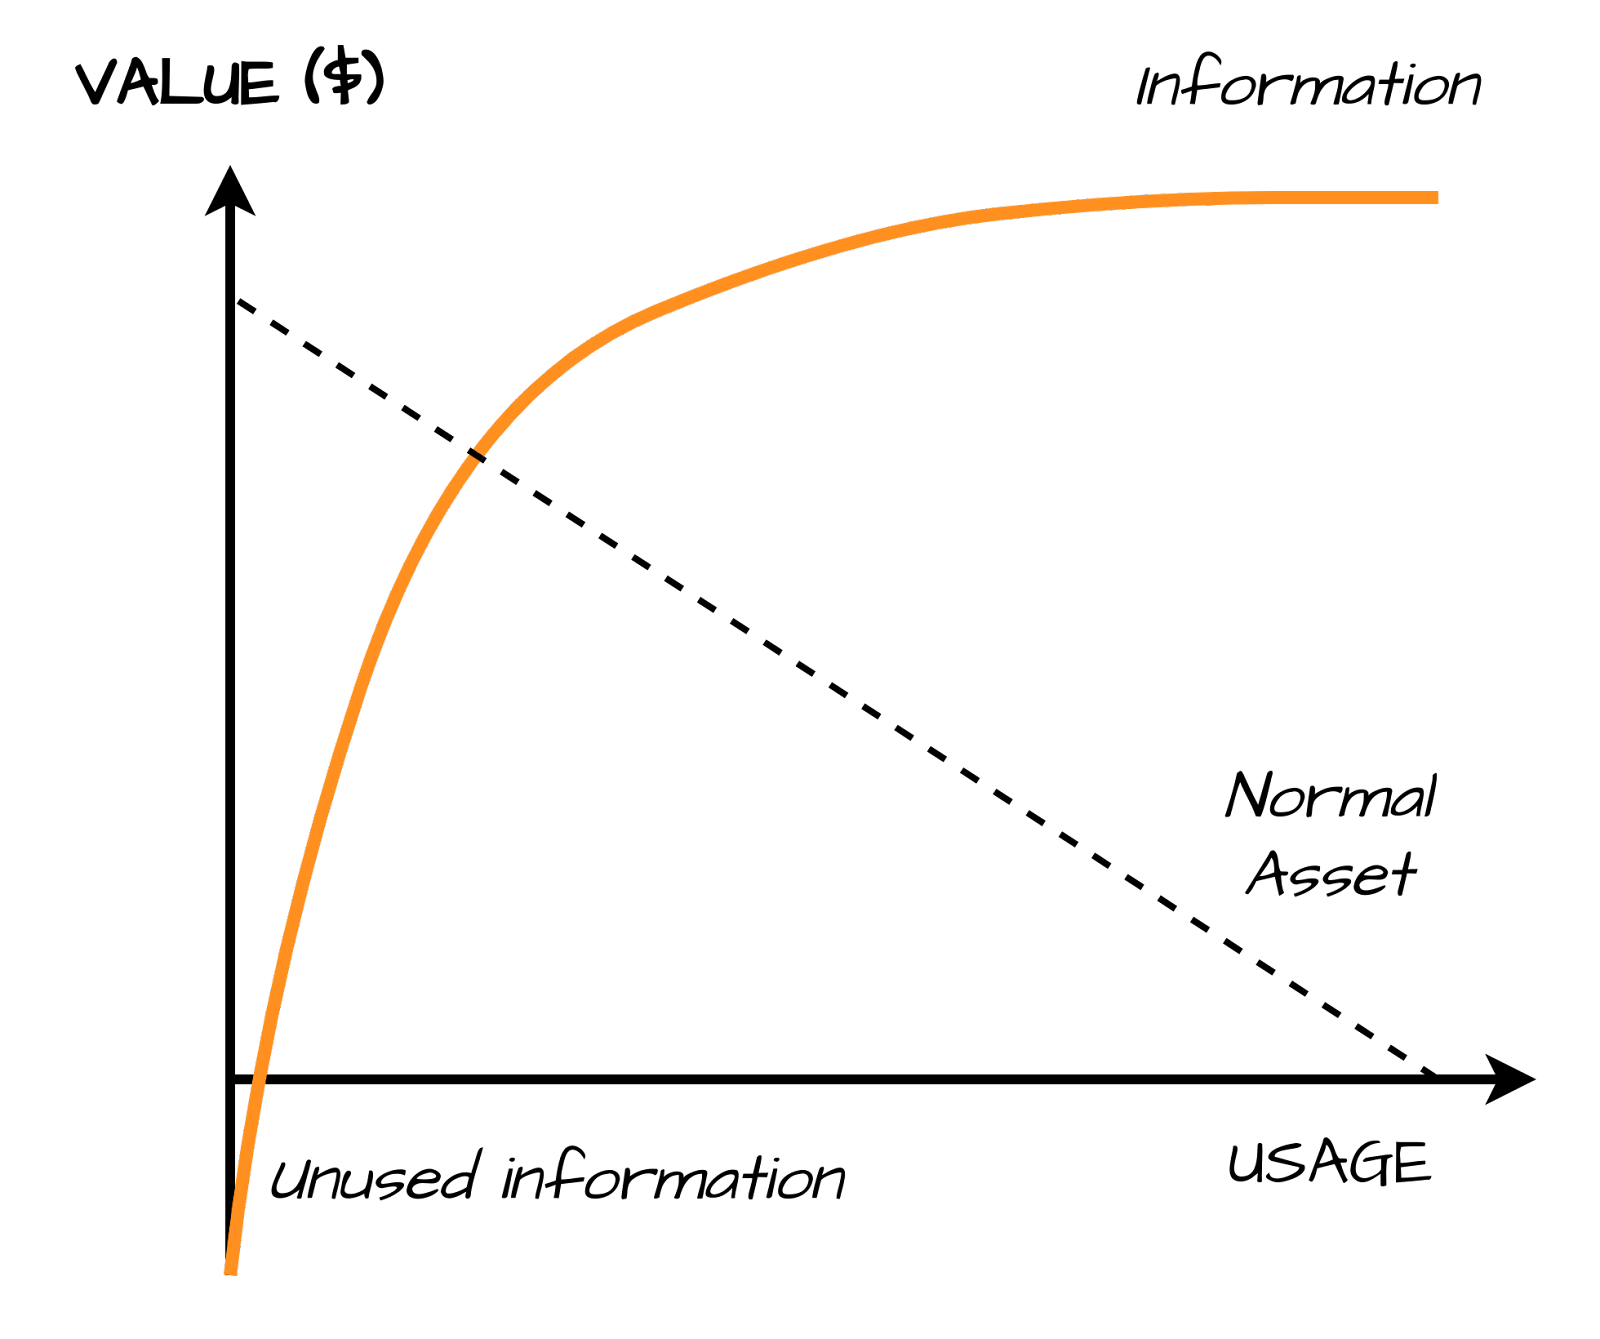 VALUE ($)
Information
Normal
Asset
Unused information
USAGE